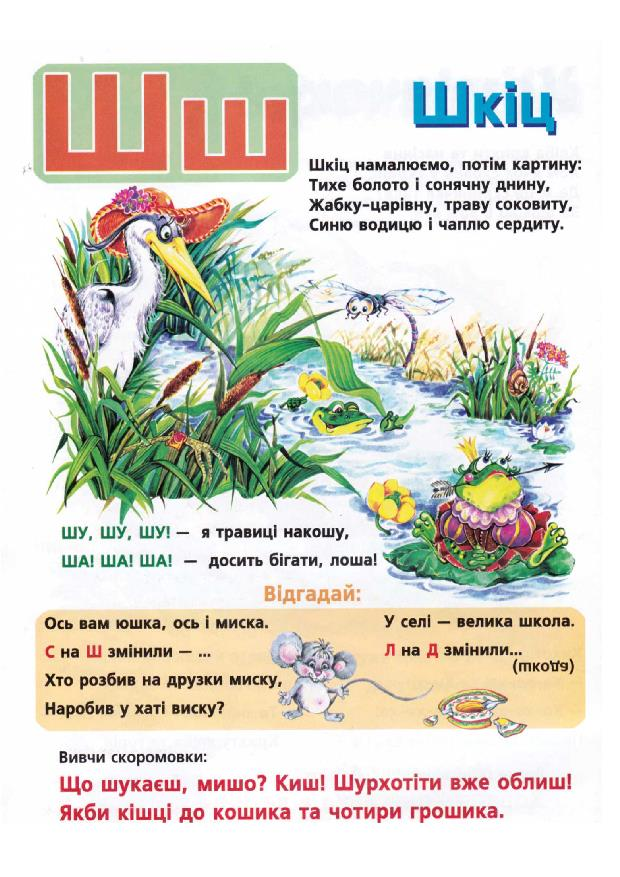 Шш
Шкіц
Шкіц намалюємо, потім картину:
Тихе болото і сонячну днину,
Жабку-царівну, траву соковиту,
Синю водицю і чаплю сердиту.
ШУ, ШУ, ШУ! — я травиці накошу,
ША! ША! ША! — досить бігати, лоша!
Відгадай:
Ось вам юшка, ось і миска.
С на Ш змінили — ...
Хто розбив на друзки миску,
Наробив у хаті виску?
У селі — велика школа.
Л на Д змінили...
(шкода)
Вивчи скоромовки:
Що шукаєш, мишо? Киш! Шурхотіти вже облиш!
Якби кішці до кошика та чотири грошика.